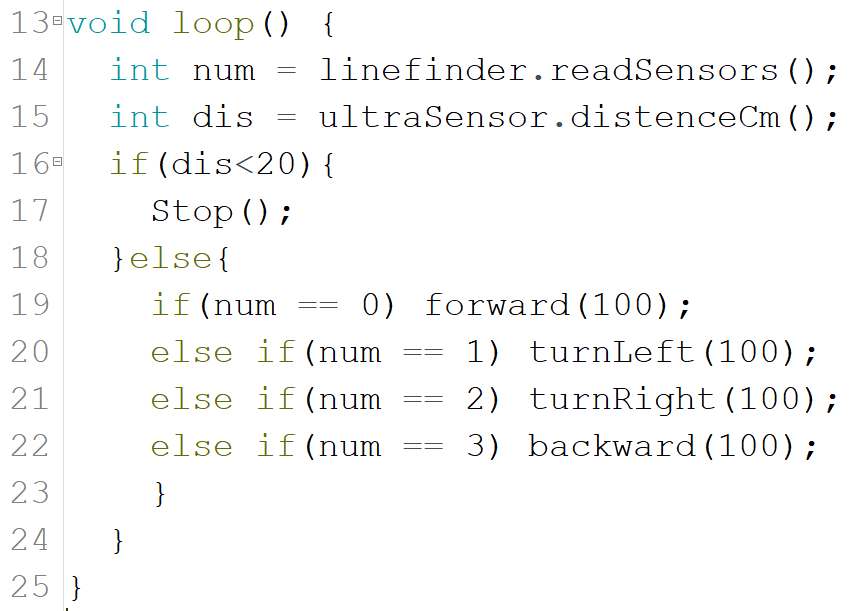 13 void loop() {
14   int num = linefinder.readSensors();
15   int dis = ultraSensor.distenceCm();
16   if(dis<20){
17     Stop();
18   }else{
19     if(num == 0) forward(100);
20     else if(num == 1) turnLeft(100);
21     else if(num == 2) turnRight(100);
22     else if(num == 3) backward(100);
23     }
24   }
25 }